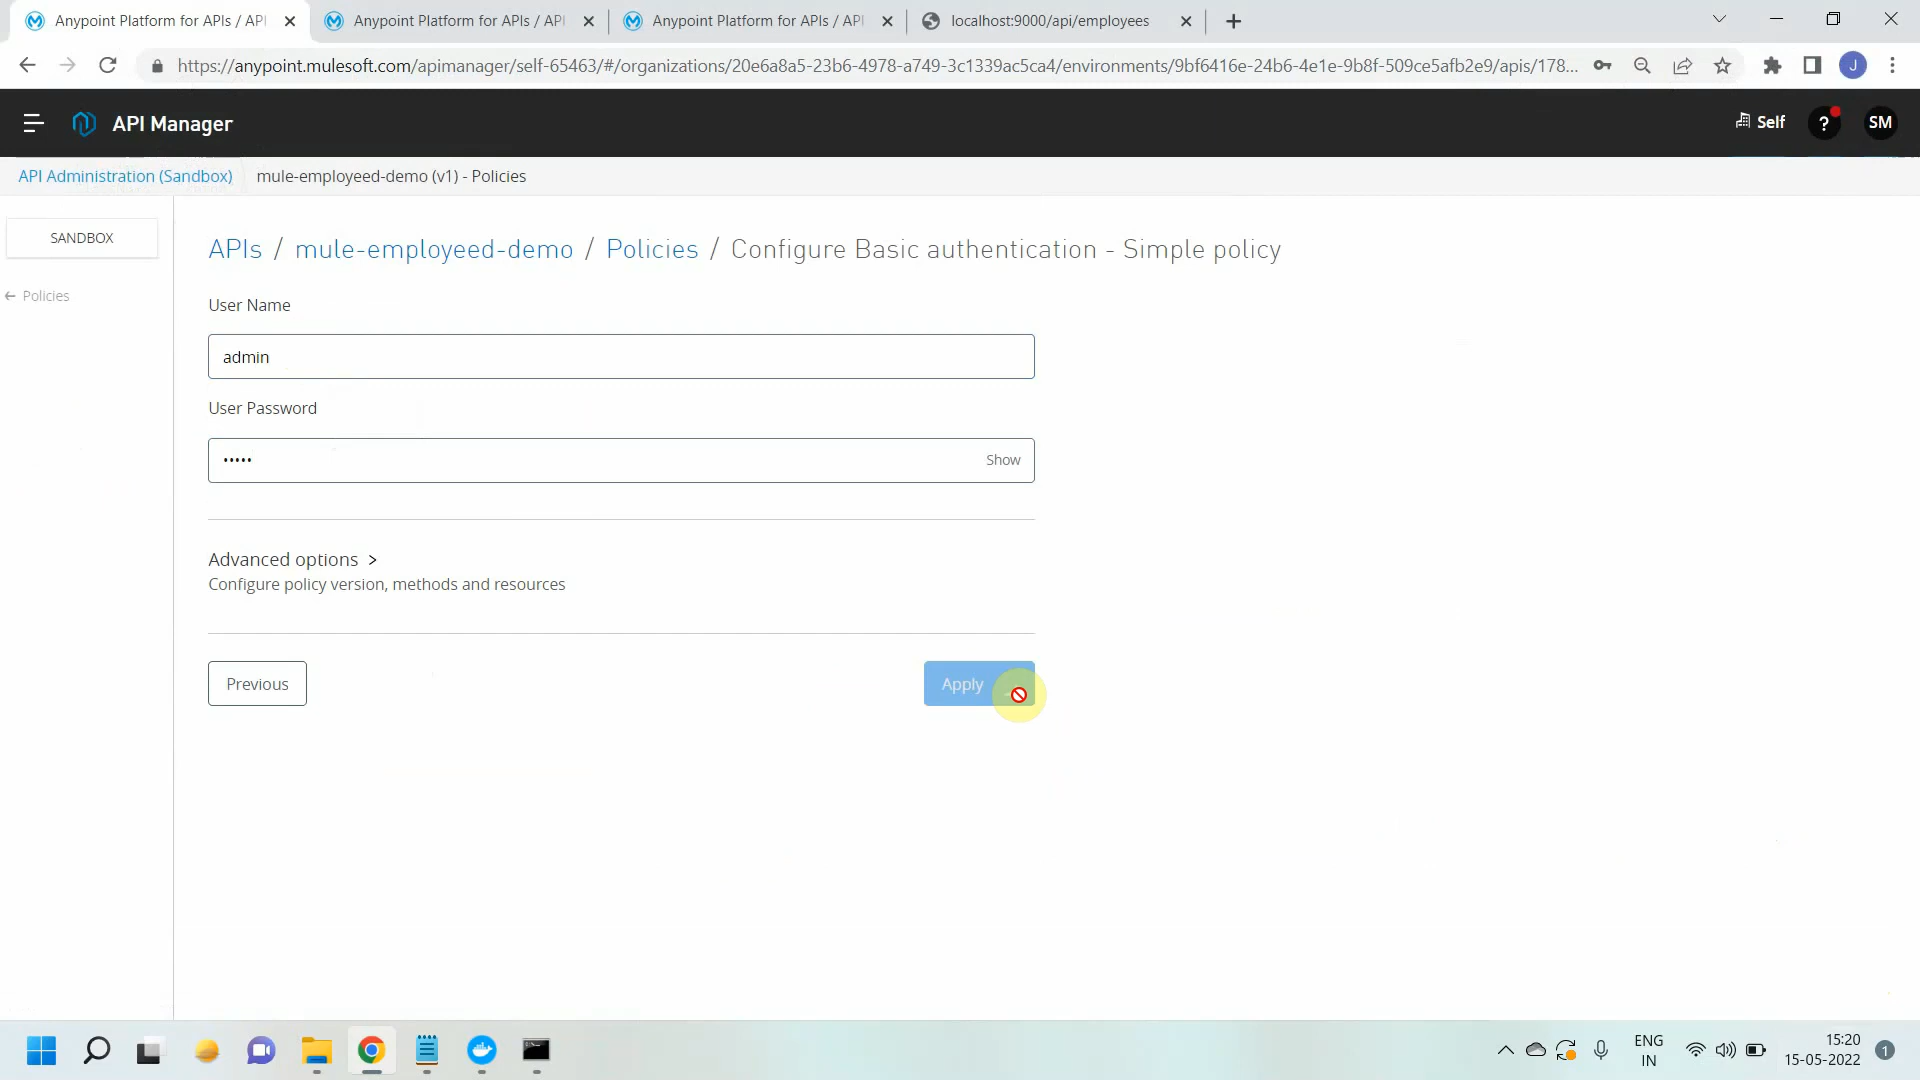 Anypoint Platform for APIs / API
Anypoint Platform for APIs / API
Anypoint Platform for APIs / API
localhost:9000/api/employees
https://anypoint.mulesoft.com/apimanager/self-65463/#/organizations/20e6a8a5-23b6-4978-a749-3c1339ac5ca4/environments/9bf6416e-24b6-4e1e-9b8f-509ce5afb2e9/apis/178...
J
API Manager
Self
?
SM
API Administration (Sandbox)
mule-employeed-demo (v1) - Policies
SANDBOX
APIs / mule-employeed-demo / Policies / Configure Basic authentication - Simple policy
← Policies
User Name
admin
User Password
•••••
Show
Advanced options >
Configure policy version, methods and resources
Previous
Apply
ENG
IN
15:20
15-05-2022
1